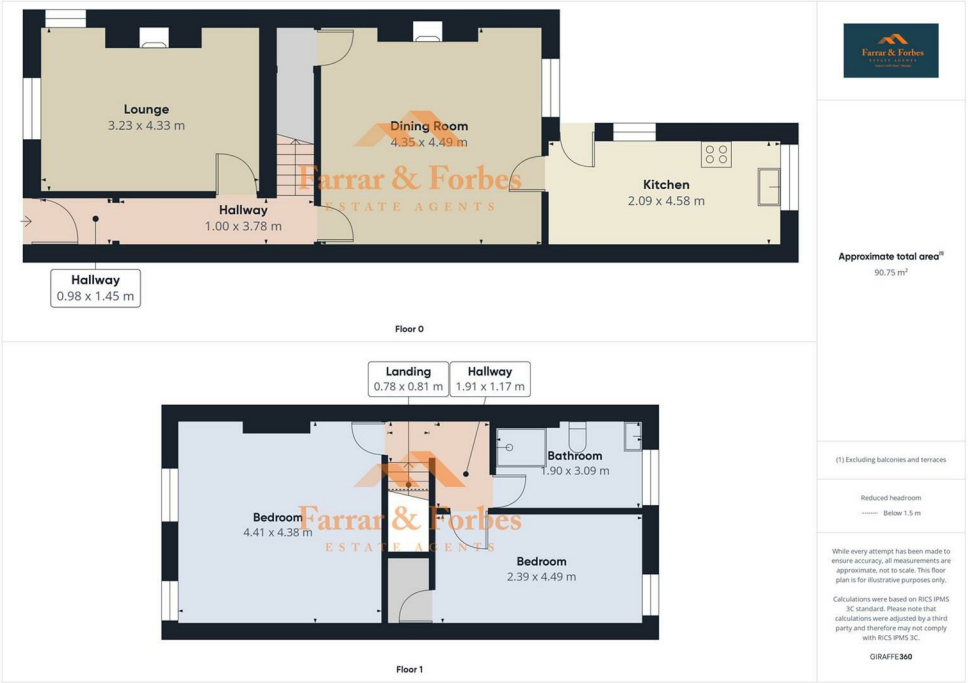 Lounge
3.23 x 4.33 m
Dining Room
4.35 x 4.49 m
Farrar & Forbes
ESTATE AGENTS
Kitchen
2.09 x 4.58 m
Hallway
1.00 x 3.78 m
Hallway
0.98 x 1.45 m
Floor 0
Landing
0.78 x 0.81 m
Hallway
1.91 x 1.17 m
Bathroom
1.90 x 3.09 m
Bedroom
4.41 x 4.38 m
Farrar & Forbes
ESTATE AGENTS
Bedroom
2.39 x 4.49 m
Floor 1
Farrar & Forbes
ESTATE AGENTS
Approximate total area(1)
90.75 m²
(1) Excluding balconies and terraces
Reduced headroom
Below 1.5 m
While every attempt has been made to
ensure accuracy, all measurements are
approximate, not to scale. This floor
plan is for illustrative purposes only.
Calculations were based on RICS IPMS
3C standard. Please note that
calculations were adjusted by a third
party and therefore may not comply
with RICS IPMS 3C.
GIRAFFE360